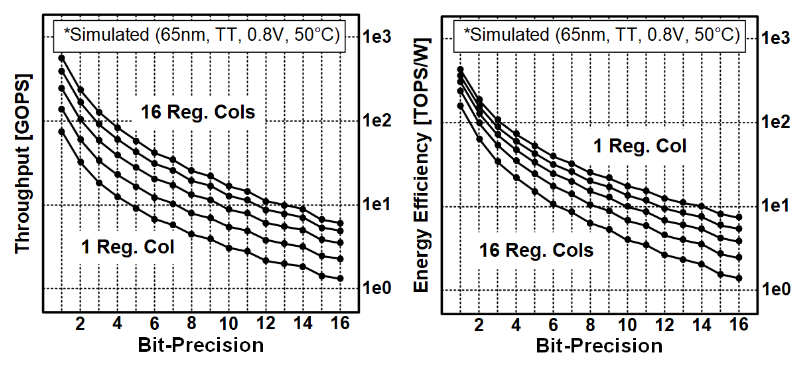 *Simulated (65nm, TT, 0.8V, 50°C)
1e3
16 Reg. Cols
1e2
Throughput [GOPS]
1e1
1 Reg. Col
1e0
2 4 6 8 10 12 14 16
Bit-Precision
*Simulated (65nm, TT, 0.8V, 50°C)
1e3
1 Reg. Col
1e2
Energy Efficiency [TOPS/W]
1e1
16 Reg. Cols
1e0
2 4 6 8 10 12 14 16
Bit-Precision